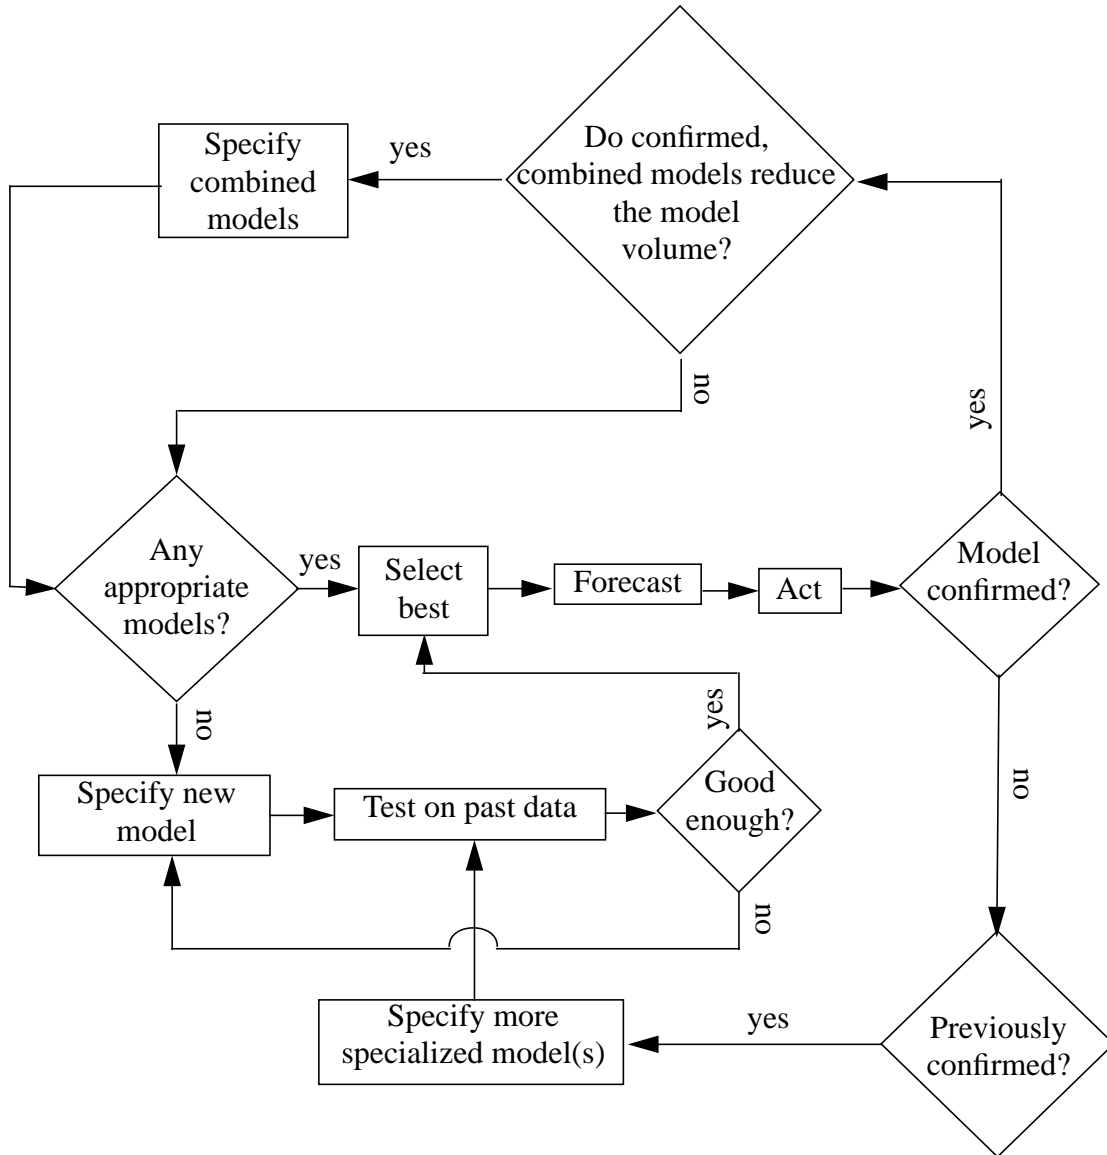 Do confirmed,
combined models reduce
the model
volume?
yes
Specify
combined
models
no
yes
Any
appropriate
models?
yes
Select
best
Forecast
Act
Model
confirmed?
no
yes
no
Specify new
model
Test on past data
Good
enough?
no
Specify more
specialized model(s)
yes
Previously
confirmed?